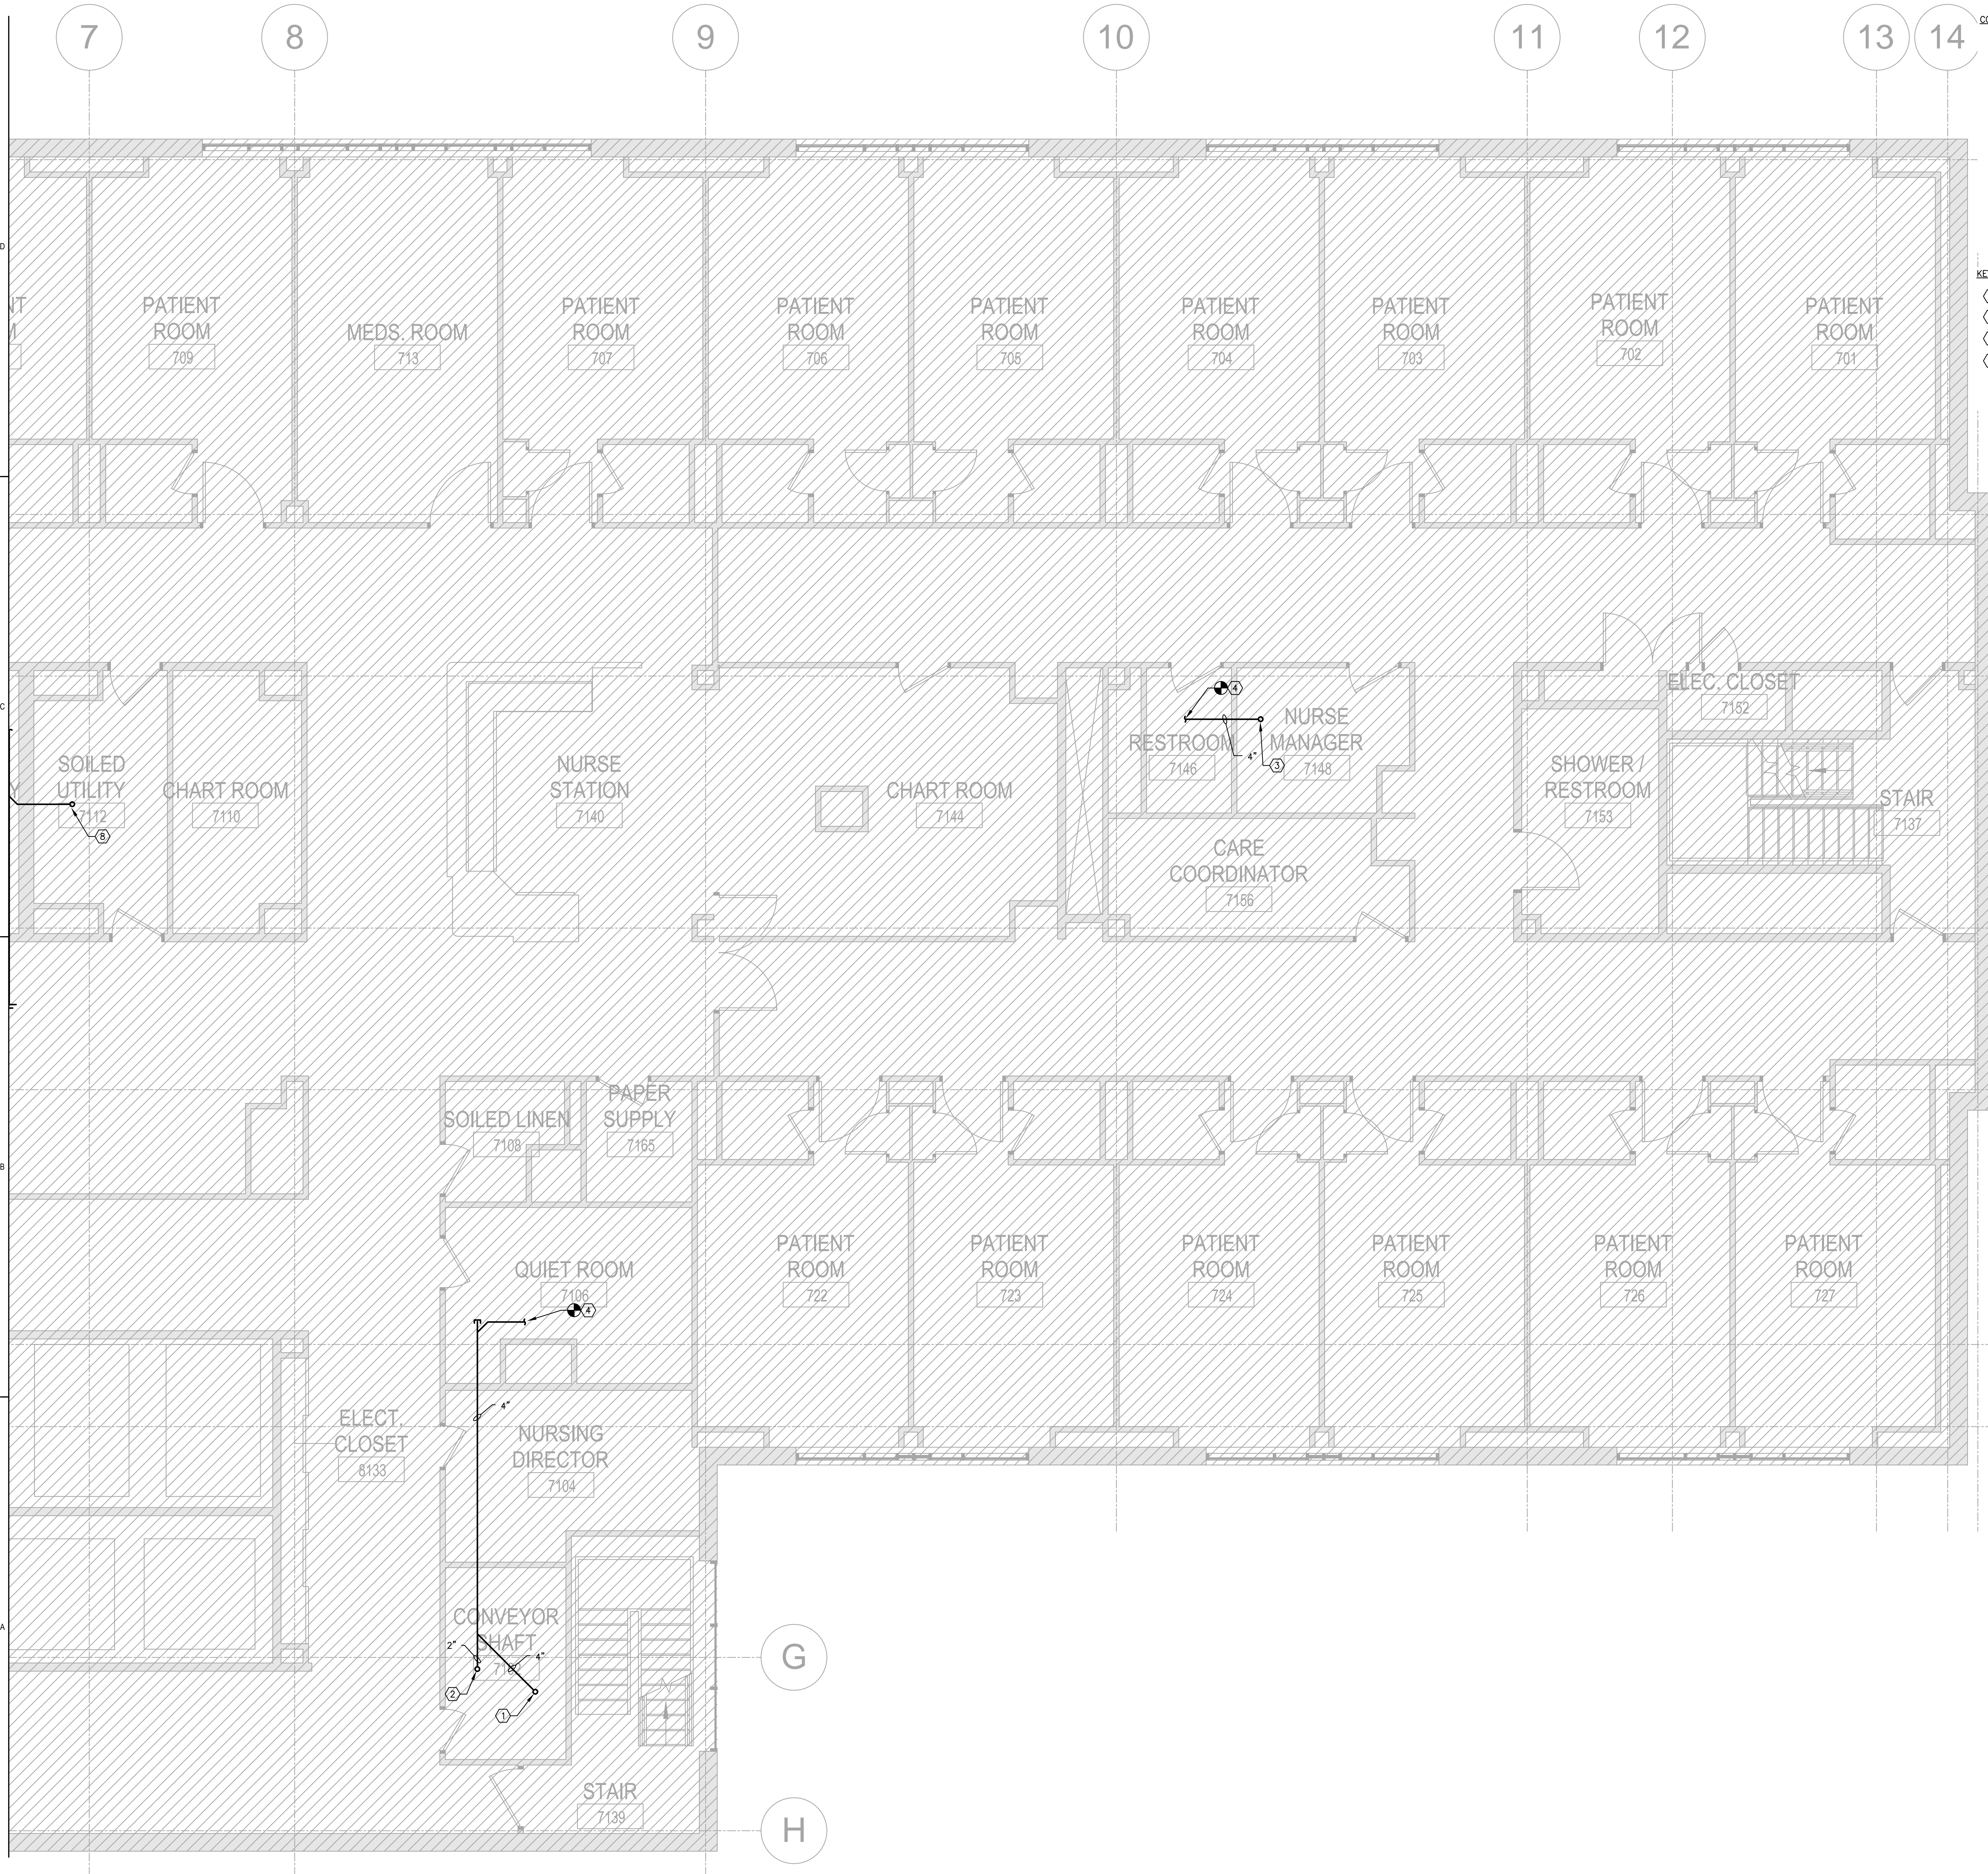 7
8
9
10
11
12
13
14
D
PATIENT
ROOM
709
MEDS. ROOM
713
PATIENT
ROOM
707
PATIENT
ROOM
706
PATIENT
ROOM
705
PATIENT
ROOM
704
PATIENT
ROOM
703
PATIENT
ROOM
702
PATIENT
ROOM
701
C
SOILED
UTILITY
7112
8
CHART ROOM
7110
NURSE
STATION
7140
CHART ROOM
7144
4
RESTROOM
7146
4"
3
NURSE
MANAGER
7148
CARE
COORDINATOR
7156
ELEC. CLOSET
7152
SHOWER /
RESTROOM
7153
STAIR
7137
B
SOILED LINEN
7108
PAPER
SUPPLY
7165
QUIET ROOM
7106
4
PATIENT
ROOM
722
PATIENT
ROOM
723
PATIENT
ROOM
724
PATIENT
ROOM
725
PATIENT
ROOM
726
PATIENT
ROOM
727
ELECT.
CLOSET
8133
4"
NURSING
DIRECTOR
7104
A
CONVEYOR
SHAFT
2"
4"
2
1
G
STAIR
7139
H